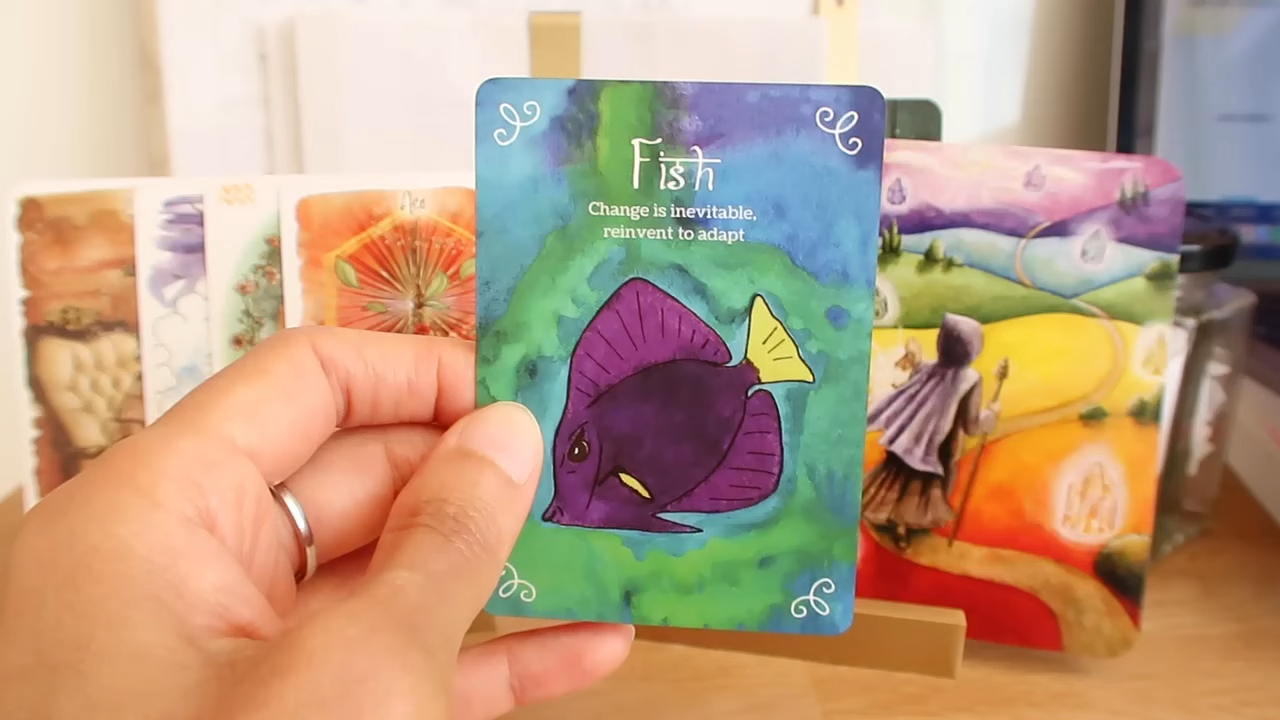 Fish
Change is inevitable,
reinvent to adapt